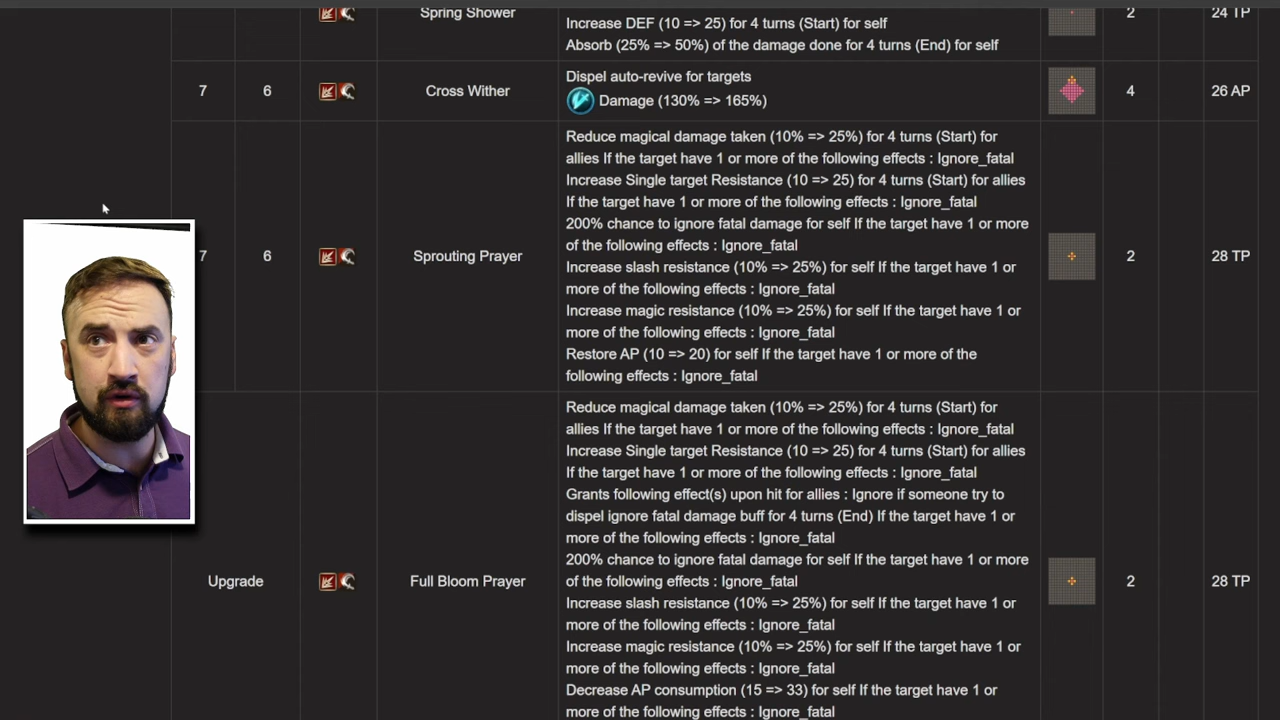 Spring Shower
Increase DEF (10 => 25) for 4 turns (Start) for self
Absorb (25% => 50%) of the damage done for 4 turns (End) for self
2
24 TP
7
6
Cross Wither
Dispel auto-revive for targets
Damage (130% => 165%)
4
26 AP
7
6
Sprouting Prayer
Reduce magical damage taken (10% => 25%) for 4 turns (Start) for
allies If the target have 1 or more of the following effects : Ignore_fatal
Increase Single target Resistance (10 => 25) for 4 turns (Start) for allies
If the target have 1 or more of the following effects : Ignore_fatal
200% chance to ignore fatal damage for self If the target have 1 or more
of the following effects : Ignore_fatal
Increase slash resistance (10% => 25%) for self If the target have 1 or
more of the following effects : Ignore_fatal
Increase magic resistance (10% => 25%) for self If the target have 1 or
more of the following effects : Ignore_fatal
Restore AP (10 => 20) for self If the target have 1 or more of the
following effects : Ignore_fatal
2
28 TP
Upgrade
Full Bloom Prayer
Reduce magical damage taken (10% => 25%) for 4 turns (Start) for
allies If the target have 1 or more of the following effects : Ignore_fatal
Increase Single target Resistance (10 => 25) for 4 turns (Start) for allies
If the target have 1 or more of the following effects : Ignore_fatal
Grants following effect(s) upon hit for allies : Ignore if someone try to
dispel ignore fatal damage buff for 4 turns (End) If the target have 1 or
more of the following effects : Ignore_fatal
200% chance to ignore fatal damage for self If the target have 1 or more
of the following effects : Ignore_fatal
Increase slash resistance (10% => 25%) for self If the target have 1 or
more of the following effects : Ignore_fatal
Increase magic resistance (10% => 25%) for self If the target have 1 or
more of the following effects : Ignore_fatal
Decrease AP consumption (15 => 33) for self If the target have 1 or
more of the following effects : Ignore_fatal
2
28 TP